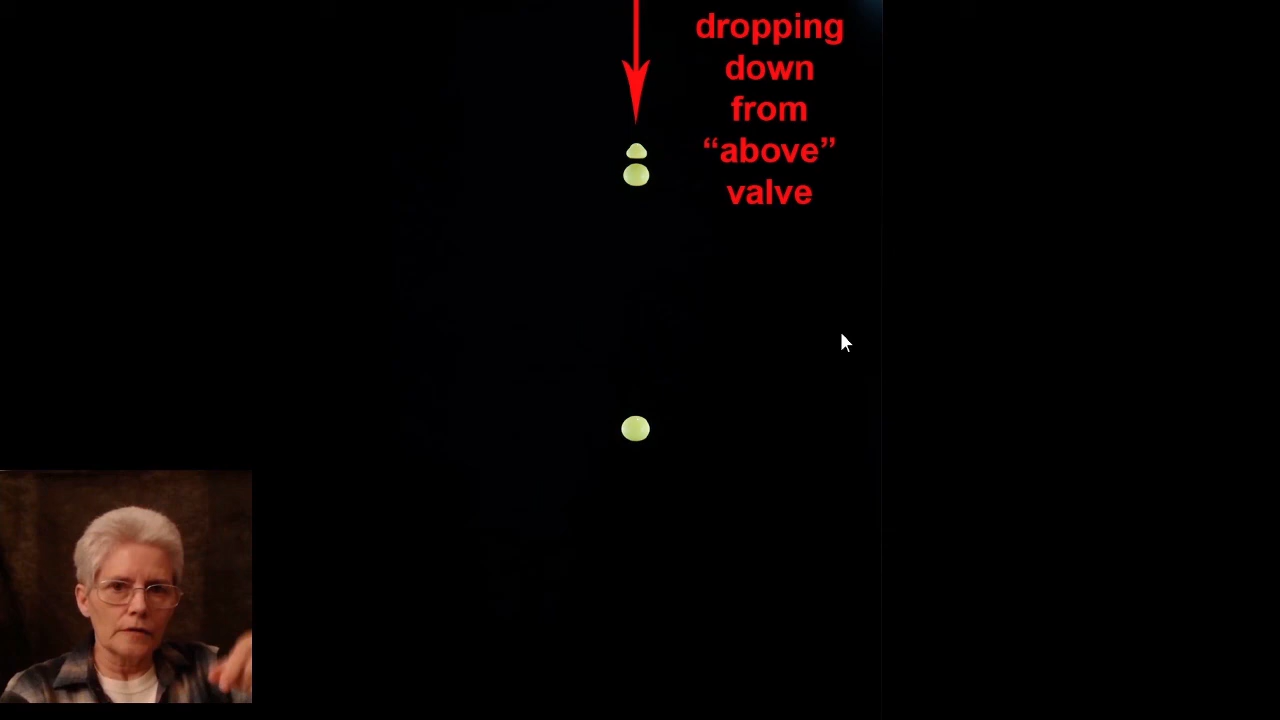 dropping
down
from
“above”
valve